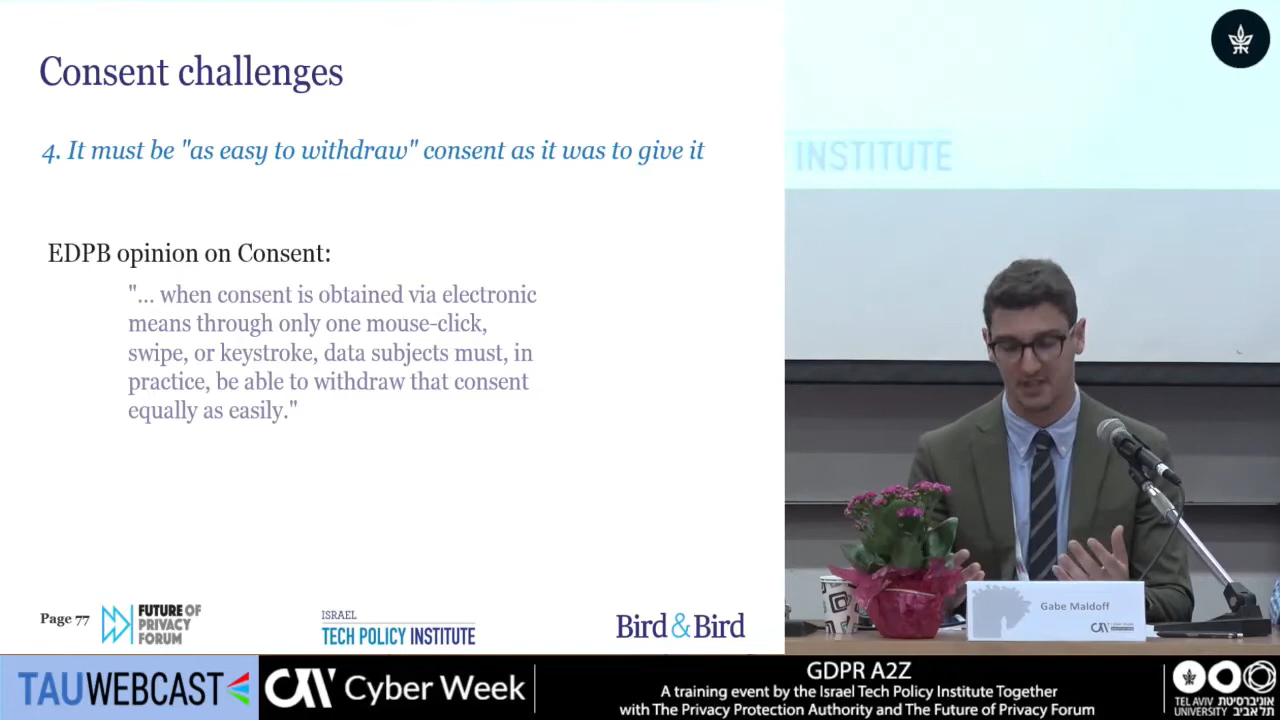 Consent challenges
4. It must be "as easy to withdraw" consent as it was to give it
EDPB opinion on Consent:
"... when consent is obtained via electronic
means through only one mouse-click,
swipe, or keystroke, data subjects must, in
practice, be able to withdraw that consent
equally as easily."
Page 77
FUTURE OF
PRIVACY
FORUM
ISRAEL
TECH POLICY INSTITUTE
Bird & Bird
INSTITUTE
Gabe Maldoff
TAUWEBCAST
Cyber Week
GDPR A2Z
A training event by the Israel Tech Policy Institute Together
with The Privacy Protection Authority and The Future of Privacy Forum
TEL AVIV אוניברסיטת
UNIVERSITY תל אביב